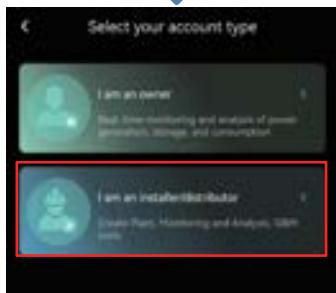 Select your account type
I am an owner
Real-time monitoring and analysis of power
generation, storage, and consumption
I am an installer/distributor
Create Plant, Monitoring and Analysis, O&M
tools